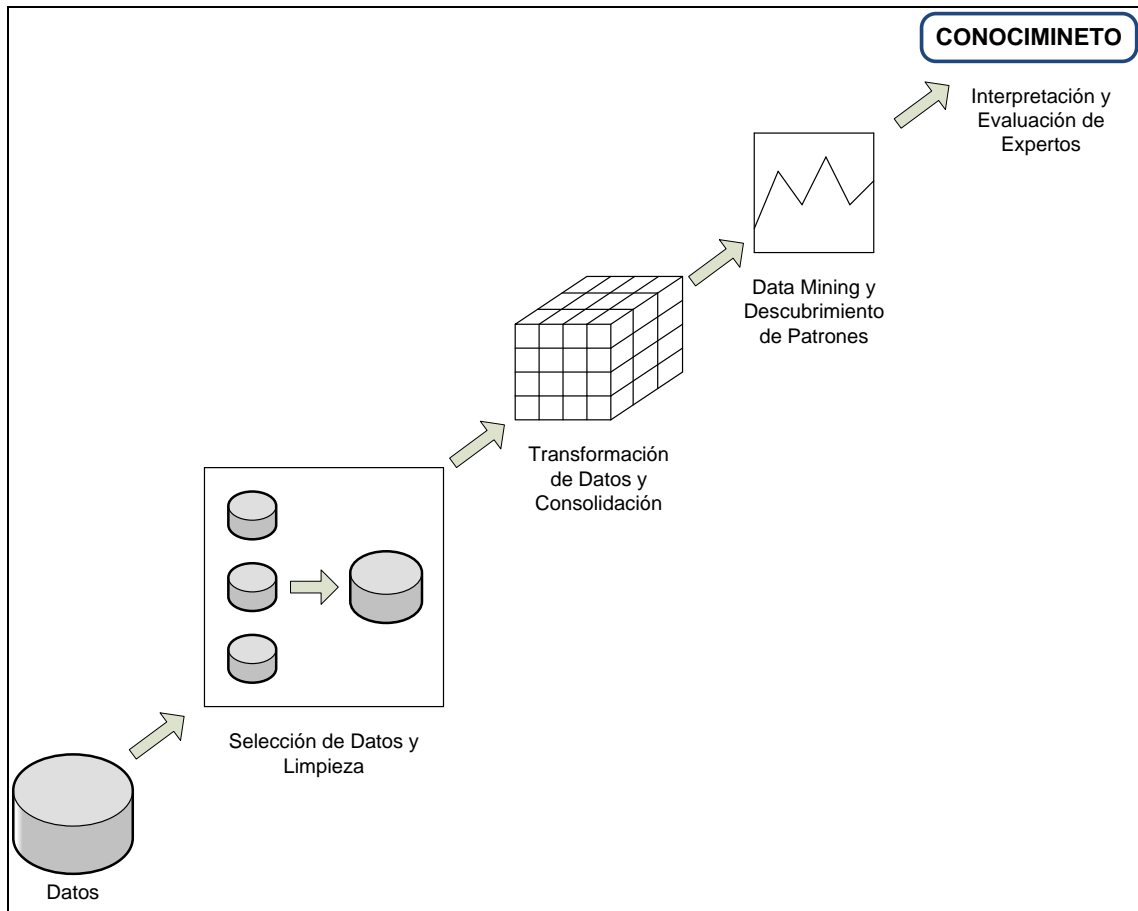 CONOCIMINETO
Interpretación y
Evaluación de
Expertos
Data Mining y
Descubrimiento
de Patrones
Transformación
de Datos y
Consolidación
Selección de Datos y
Limpieza
Datos